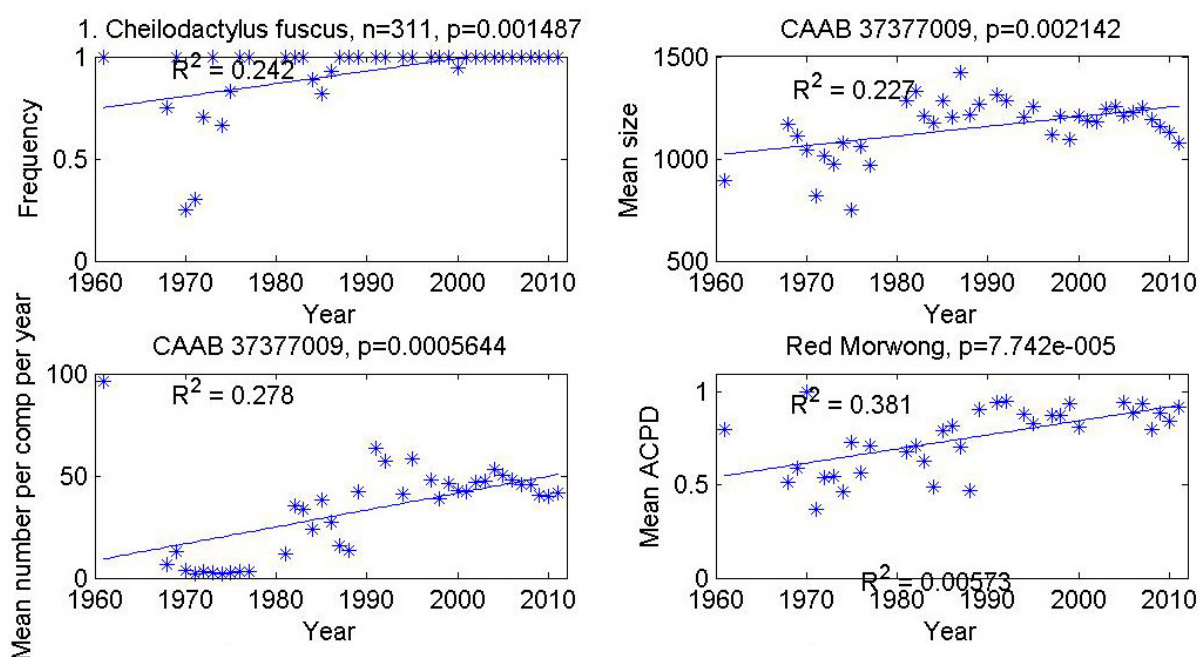 1. Cheilodactylus fuscus, n=311, p=0.001487
R² = 0.242
Frequency
1
0.5
0
1960 1970 1980 1990 2000 2010
Year
CAAB 37377009, p=0.002142
R² = 0.227
Mean size
1500
1000
500
1960 1970 1980 1990 2000 2010
Year
CAAB 37377009, p=0.0005644
R² = 0.278
Mean number per comp per year
100
50
0
1960 1970 1980 1990 2000 2010
Year
Red Morwong, p=7.742e-005
R² = 0.381
Mean ACPD
1
0.5
0
R² = 0.00573
1960 1970 1980 1990 2000 2010
Year